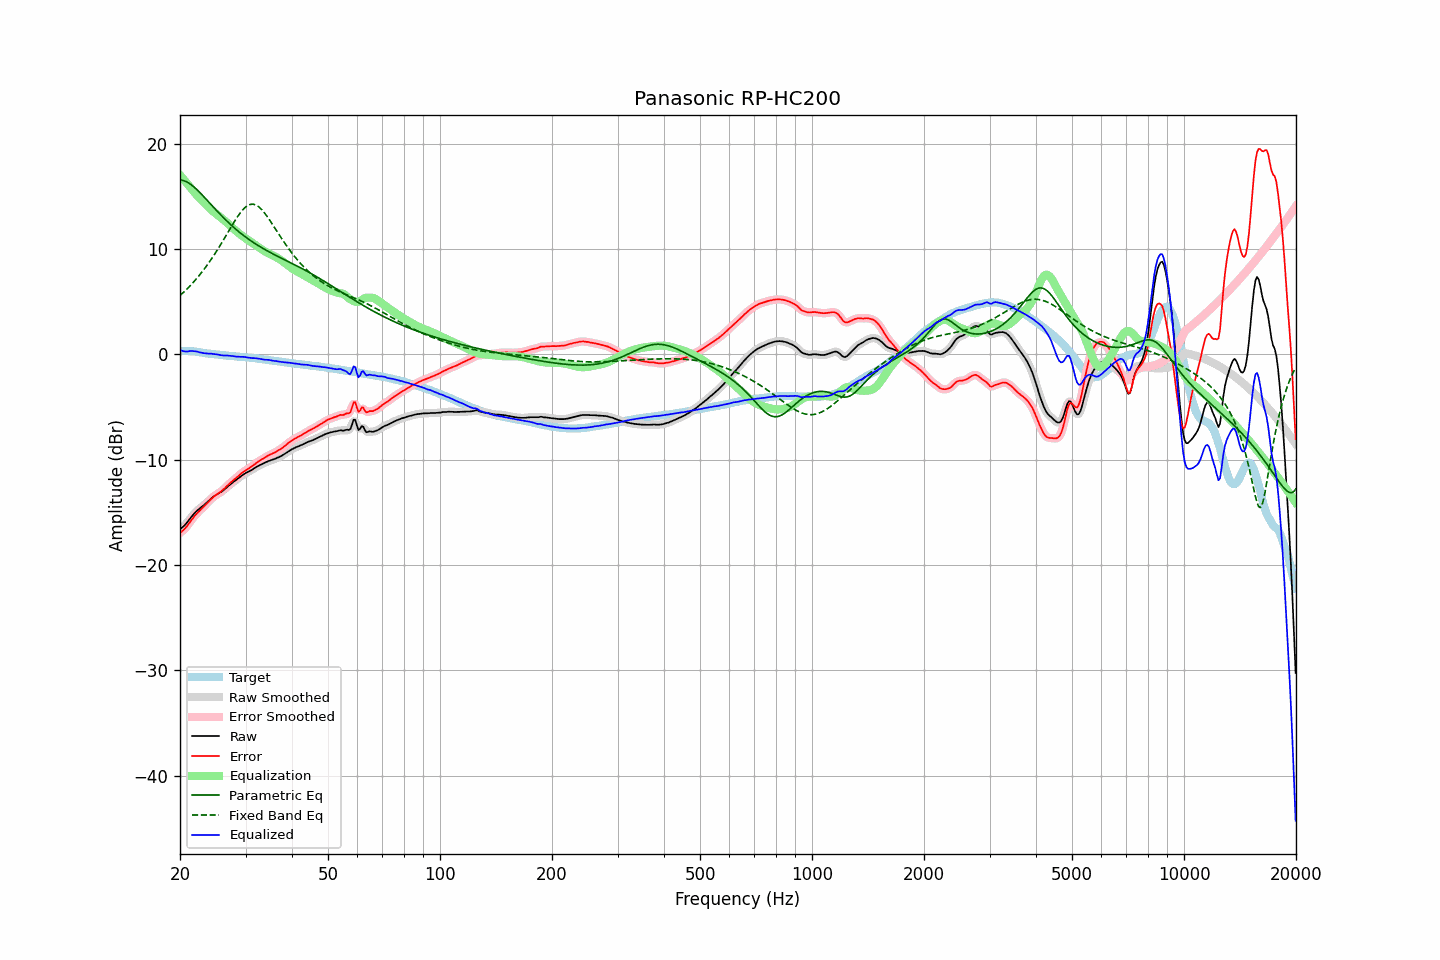 Panasonic RP-HC200
Amplitude (dBr)
20
10
0
−10
−20
−30
−40
Target
Raw Smoothed
Error Smoothed
Raw
Error
Equalization
Parametric Eq
Fixed Band Eq
Equalized
20 50 100 200 500 1000 2000 5000 10000 20000
Frequency (Hz)